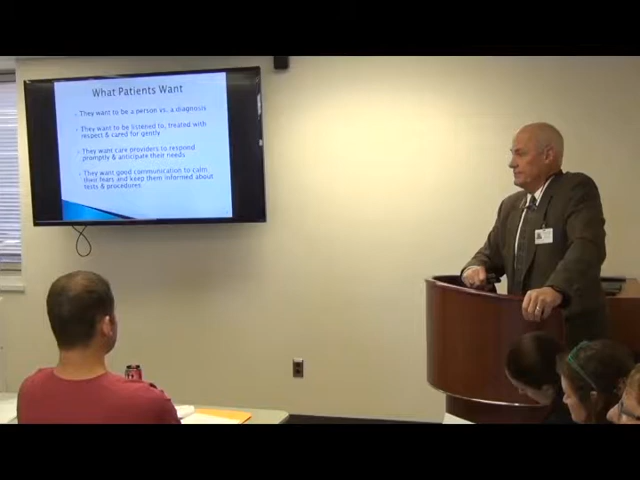 What Patients Want
They want to be a person vs. a diagnosis
They want to be listened to, treated with
respect & cared for gently
They want care providers to respond
promptly & anticipate their needs
They want good communication to calm
their fears and keep them informed about
tests & procedures